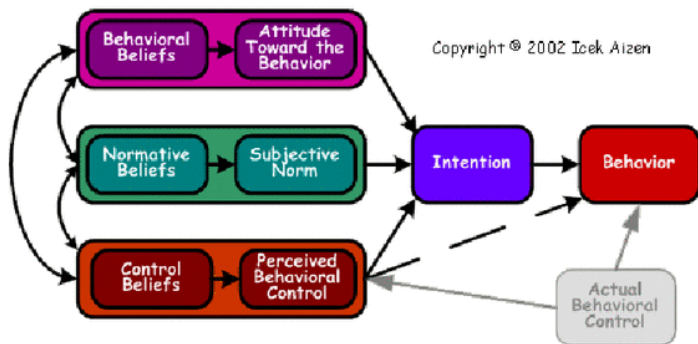 Behavioral
Beliefs
Attitude
Toward the
Behavior
Copyright © 2002 Icek Aizen
Normative
Beliefs
Subjective
Norm
Intention
Behavior
Control
Beliefs
Perceived
Behavioral
Control
Actual
Behavioral
Control